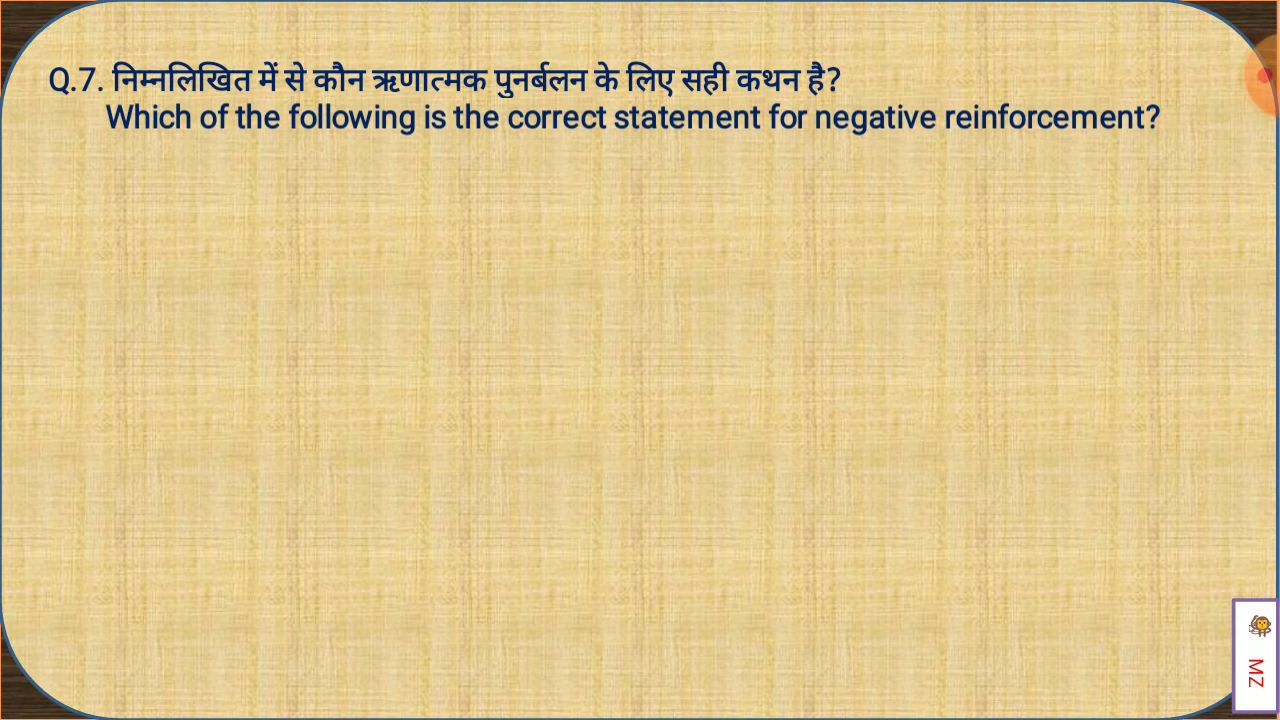 Q.7. निम्नलिखित में से कौन ऋणात्मक पुनर्बलन के लिए सही कथन है?
Which of the following is the correct statement for negative reinforcement?
MZ